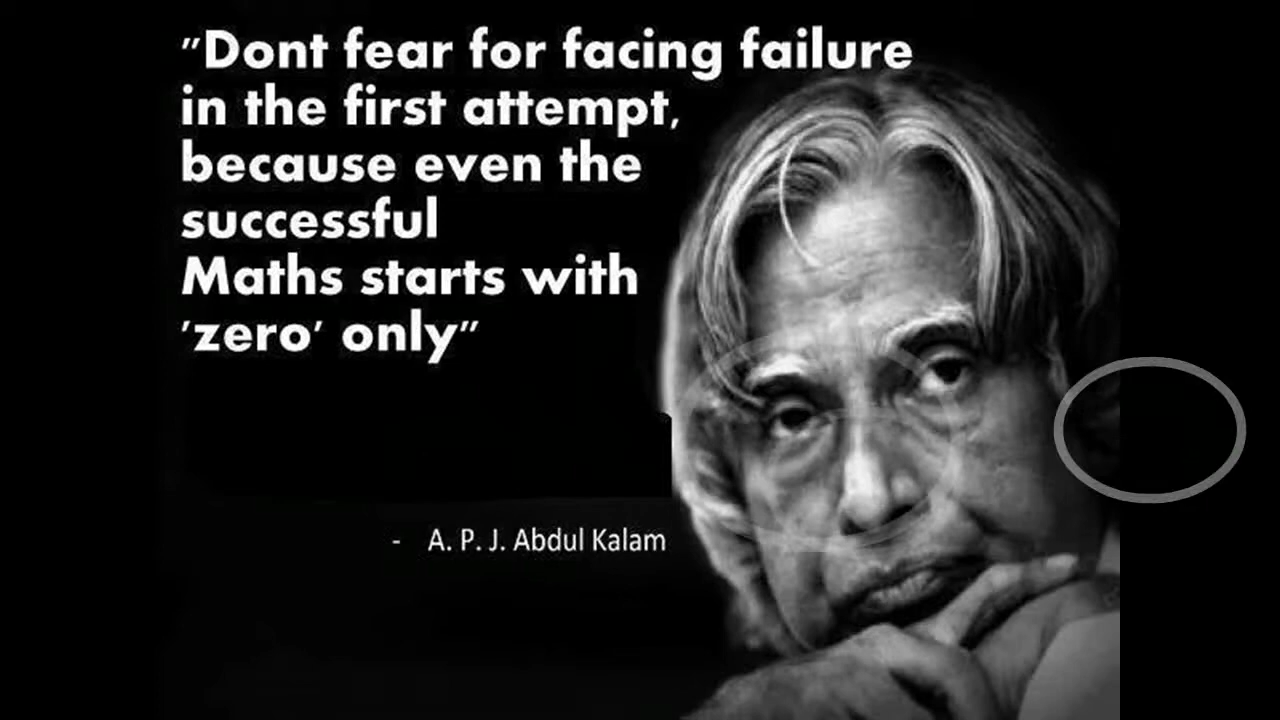 "Dont fear for facing failure
in the first attempt,
because even the
successful
Maths starts with
'zero' only"
- A. P. J. Abdul Kalam